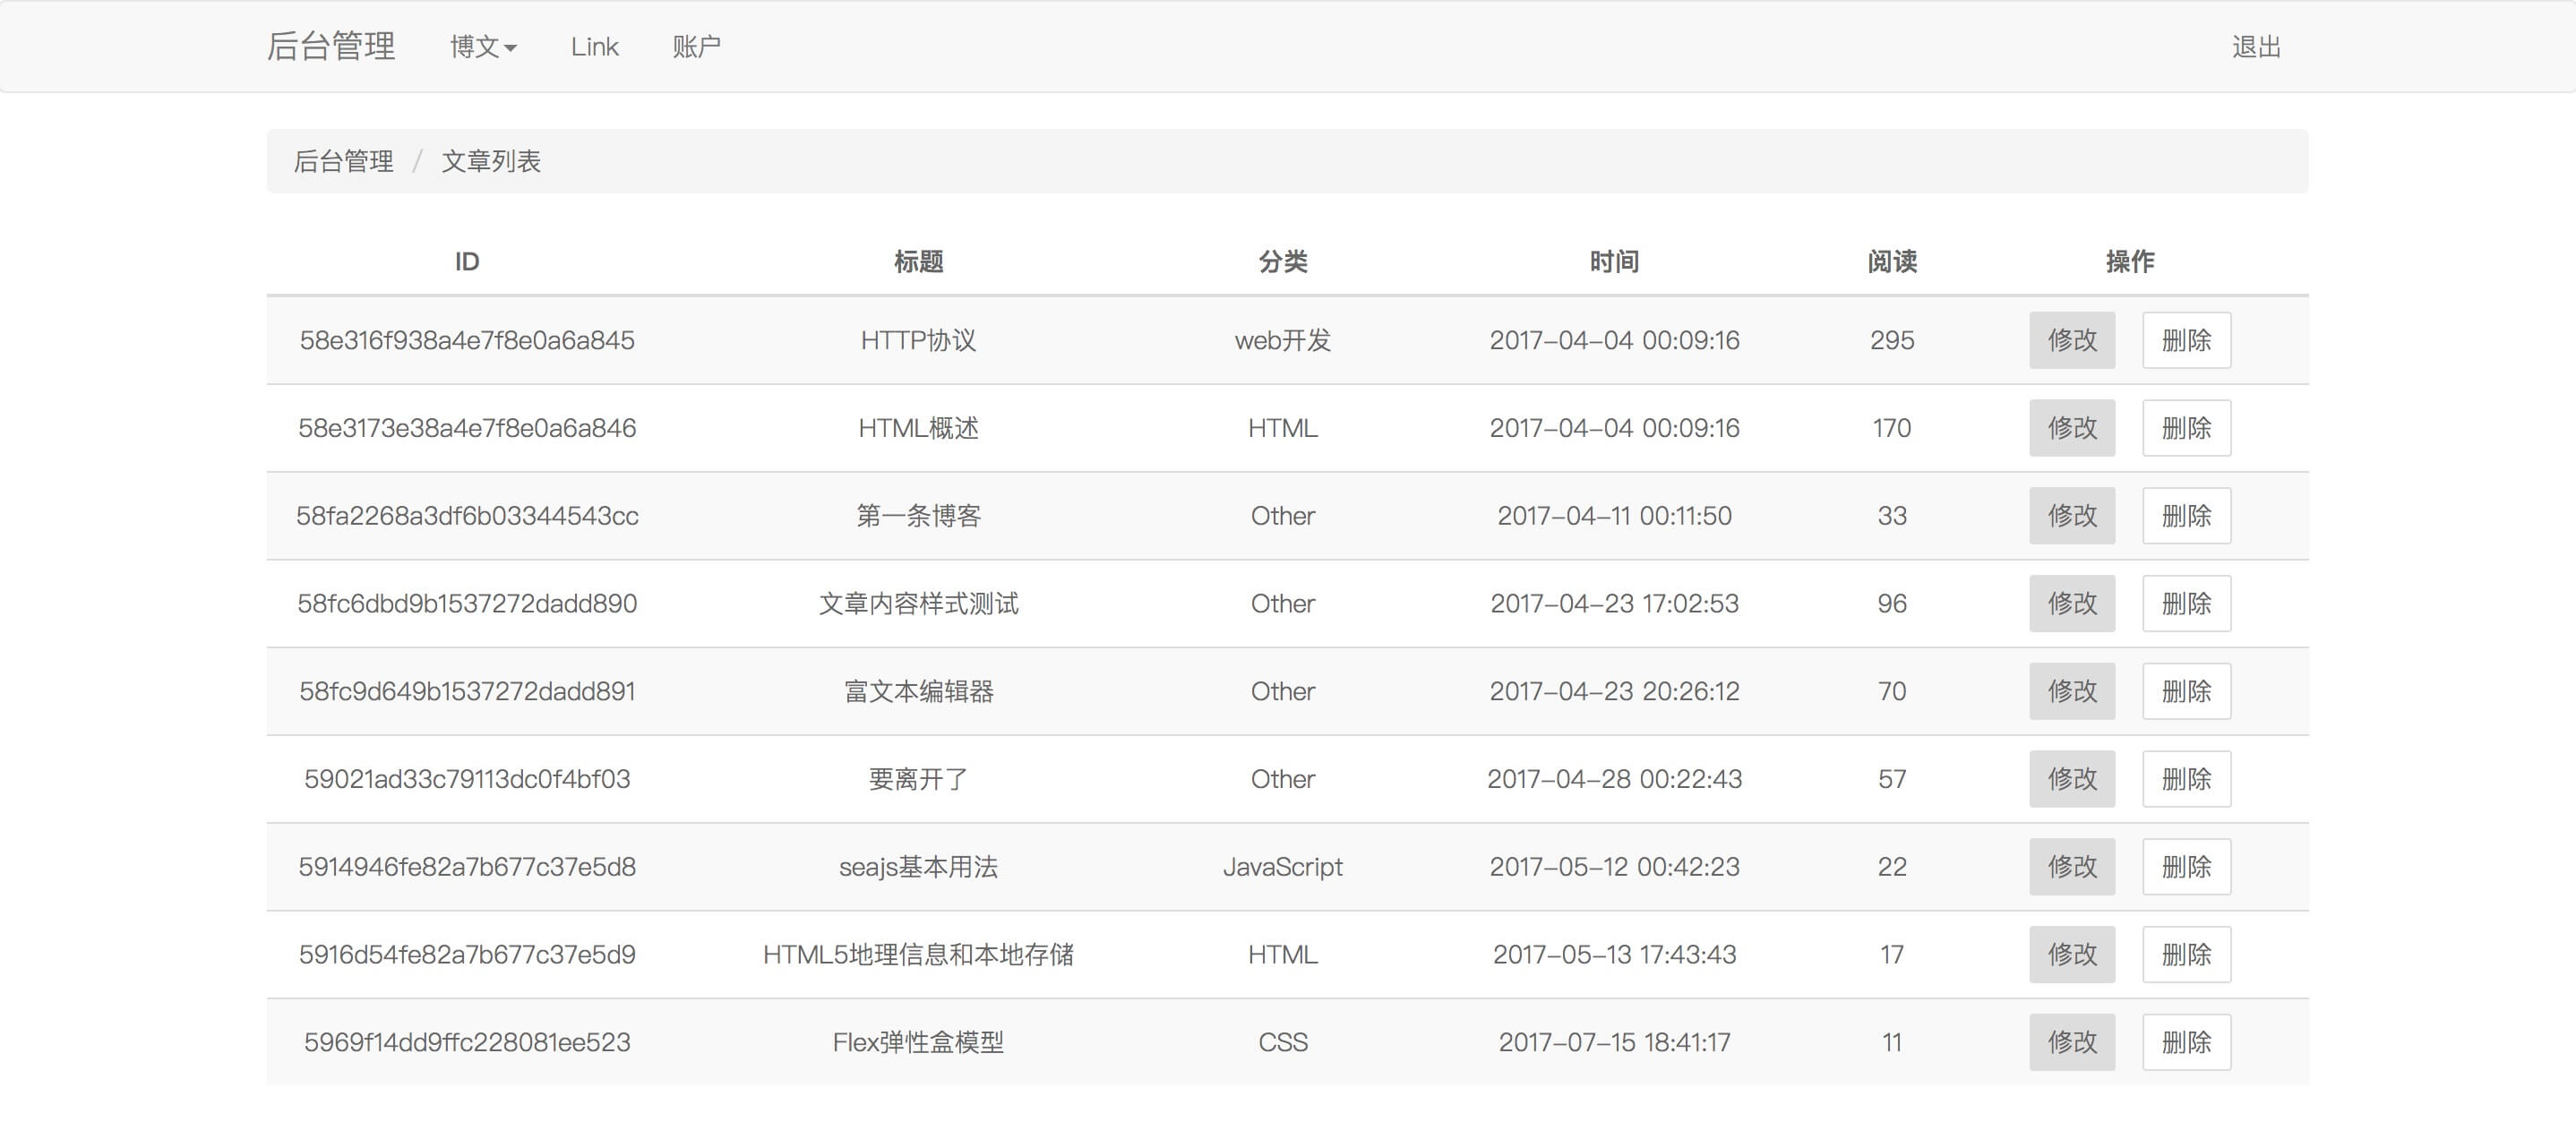 后台管理 博文 Link 账户 退出
后台管理 / 文章列表
ID 标题 分类 时间 阅读 操作
58e316f938a4e7f8e0a6a845 HTTP协议 web开发 2017-04-04 00:09:16 295 修改 删除
58e3173e38a4e7f8e0a6a846 HTML概述 HTML 2017-04-04 00:09:16 170 修改 删除
58fa2268a3df6b03344543cc 第一条博客 Other 2017-04-11 00:11:50 33 修改 删除
58fc6dbd9b1537272dadd890 文章内容样式测试 Other 2017-04-23 17:02:53 96 修改 删除
58fc9d649b1537272dadd891 富文本编辑器 Other 2017-04-23 20:26:12 70 修改 删除
59021ad33c79113dc0f4bf03 要离开了 Other 2017-04-28 00:22:43 57 修改 删除
5914946fe82a7b677c37e5d8 seajs基本用法 JavaScript 2017-05-12 00:42:23 22 修改 删除
5916d54fe82a7b677c37e5d9 HTML5地理信息和本地存储 HTML 2017-05-13 17:43:43 17 修改 删除
5969f14dd9ffc228081ee523 Flex弹性盒模型 CSS 2017-07-15 18:41:17 11 修改 删除